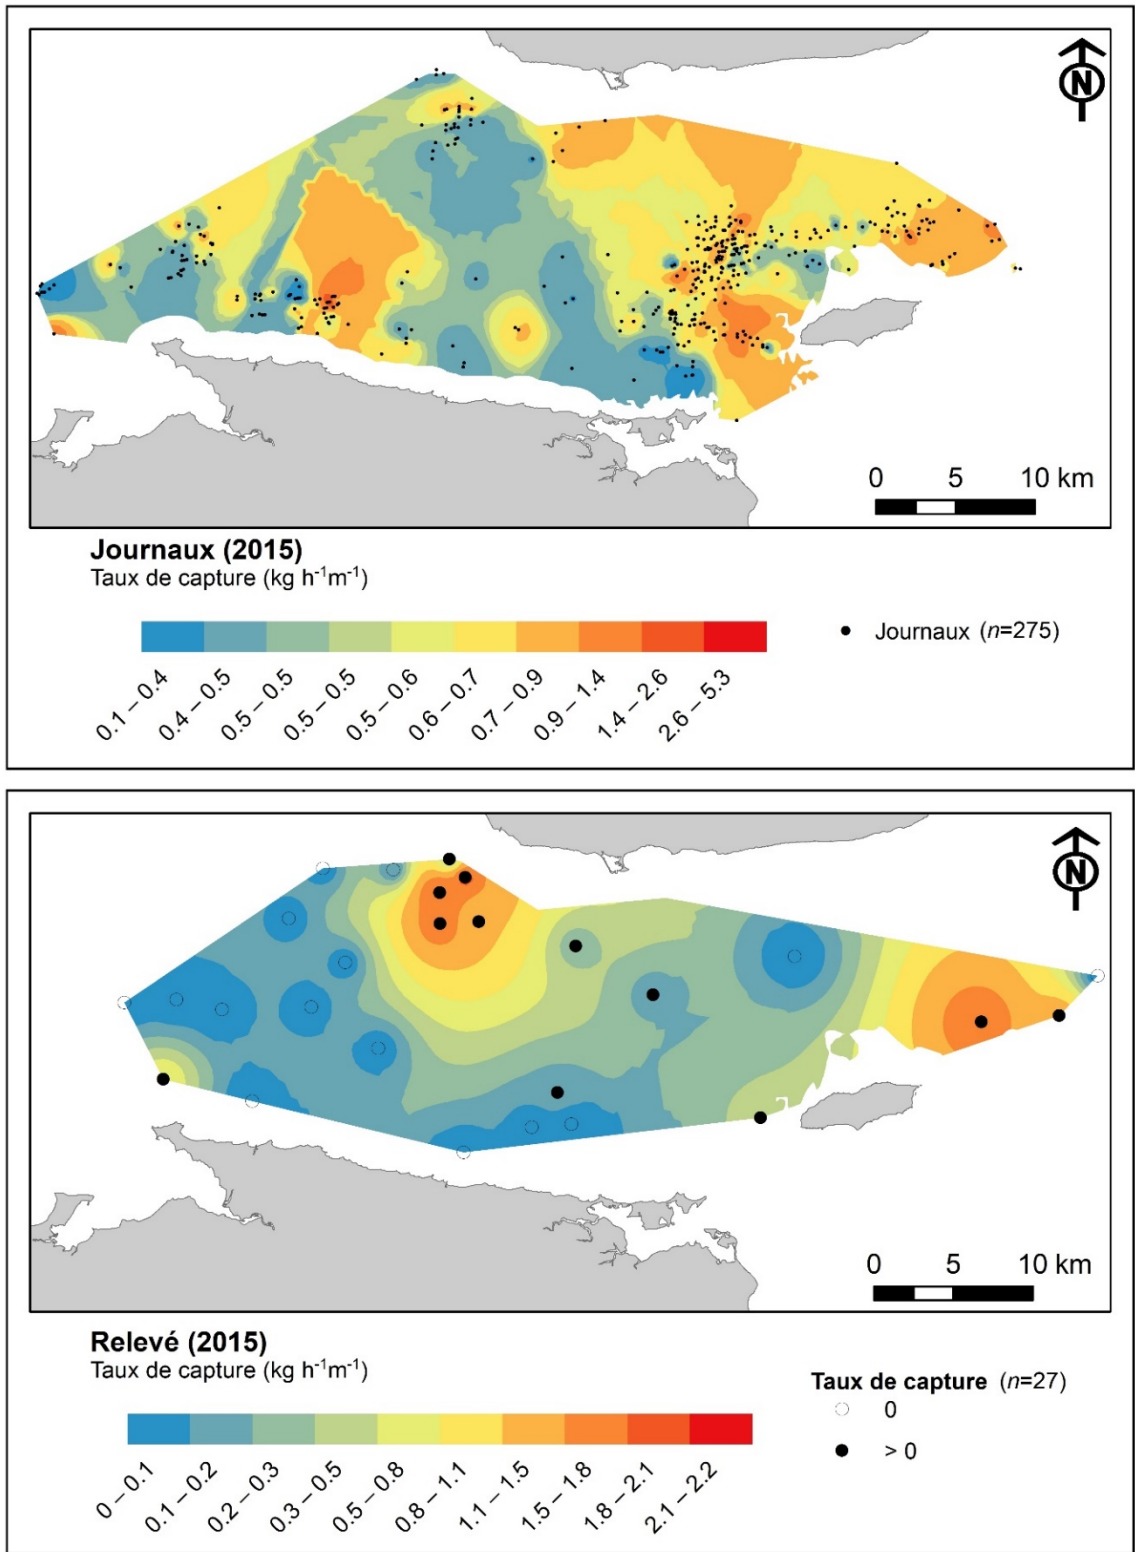 N
0 5 10 km
Journaux (2015)
Taux de capture (kg h⁻¹m⁻¹)
Journaux (n=275)
0.1 – 0.4
0.4 – 0.5
0.5 – 0.5
0.5 – 0.5
0.5 – 0.6
0.6 – 0.7
0.7 – 0.9
0.9 – 1.4
1.4 – 2.6
2.6 – 5.3
N
0 5 10 km
Relevé (2015)
Taux de capture (kg h⁻¹m⁻¹)
Taux de capture (n=27)
0
> 0
0 – 0.1
0.1 – 0.2
0.2 – 0.3
0.3 – 0.5
0.5 – 0.8
0.8 – 1.1
1.1 – 1.5
1.5 – 1.8
1.8 – 2.1
2.1 – 2.2